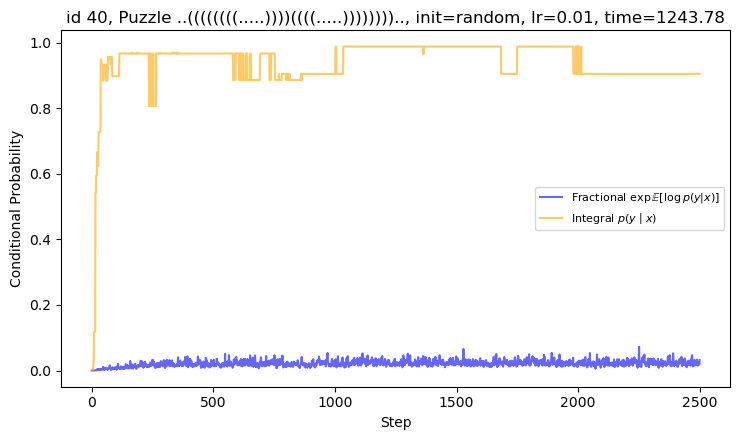 id 40, Puzzle ..((((((((.....))))((((.....)))))))).., init=random, lr=0.01, time=1243.78
1.0
0.8
0.6
0.4
0.2
0.0
Conditional Probability
Fractional exp𝔼[log p(y|x)]
Integral p(y | x)
0
500
1000
1500
2000
2500
Step